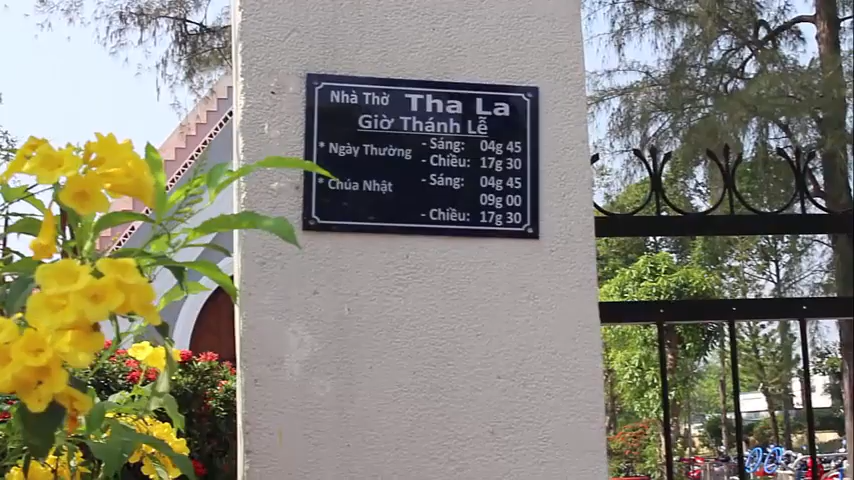 Nhà Thờ Tha La
Giờ Thánh Lễ
• Ngày Thường - Sáng: 04g 45
- Chiều: 17g 30
• Chúa Nhật - Sáng: 04g 45
09g 00
- Chiều: 17g 30